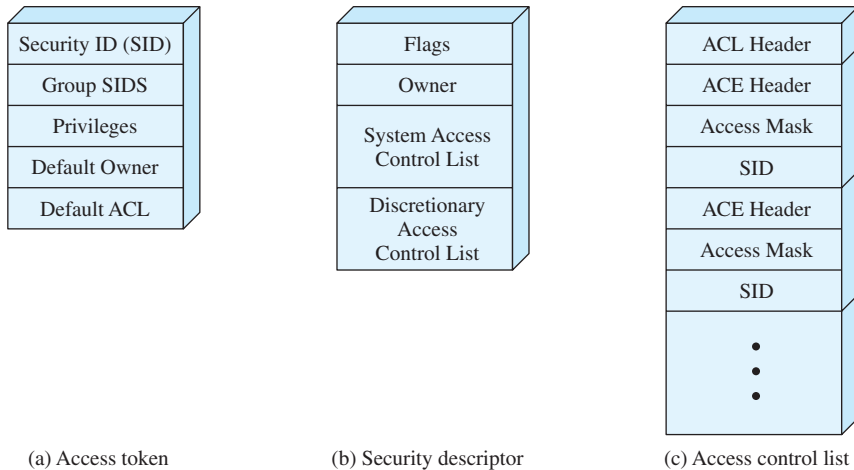 Security ID (SID)
Group SIDS
Privileges
Default Owner
Default ACL
(a) Access token
Flags
Owner
System Access
Control List
Discretionary
Access
Control List
(b) Security descriptor
ACL Header
ACE Header
Access Mask
SID
ACE Header
Access Mask
SID
(c) Access control list